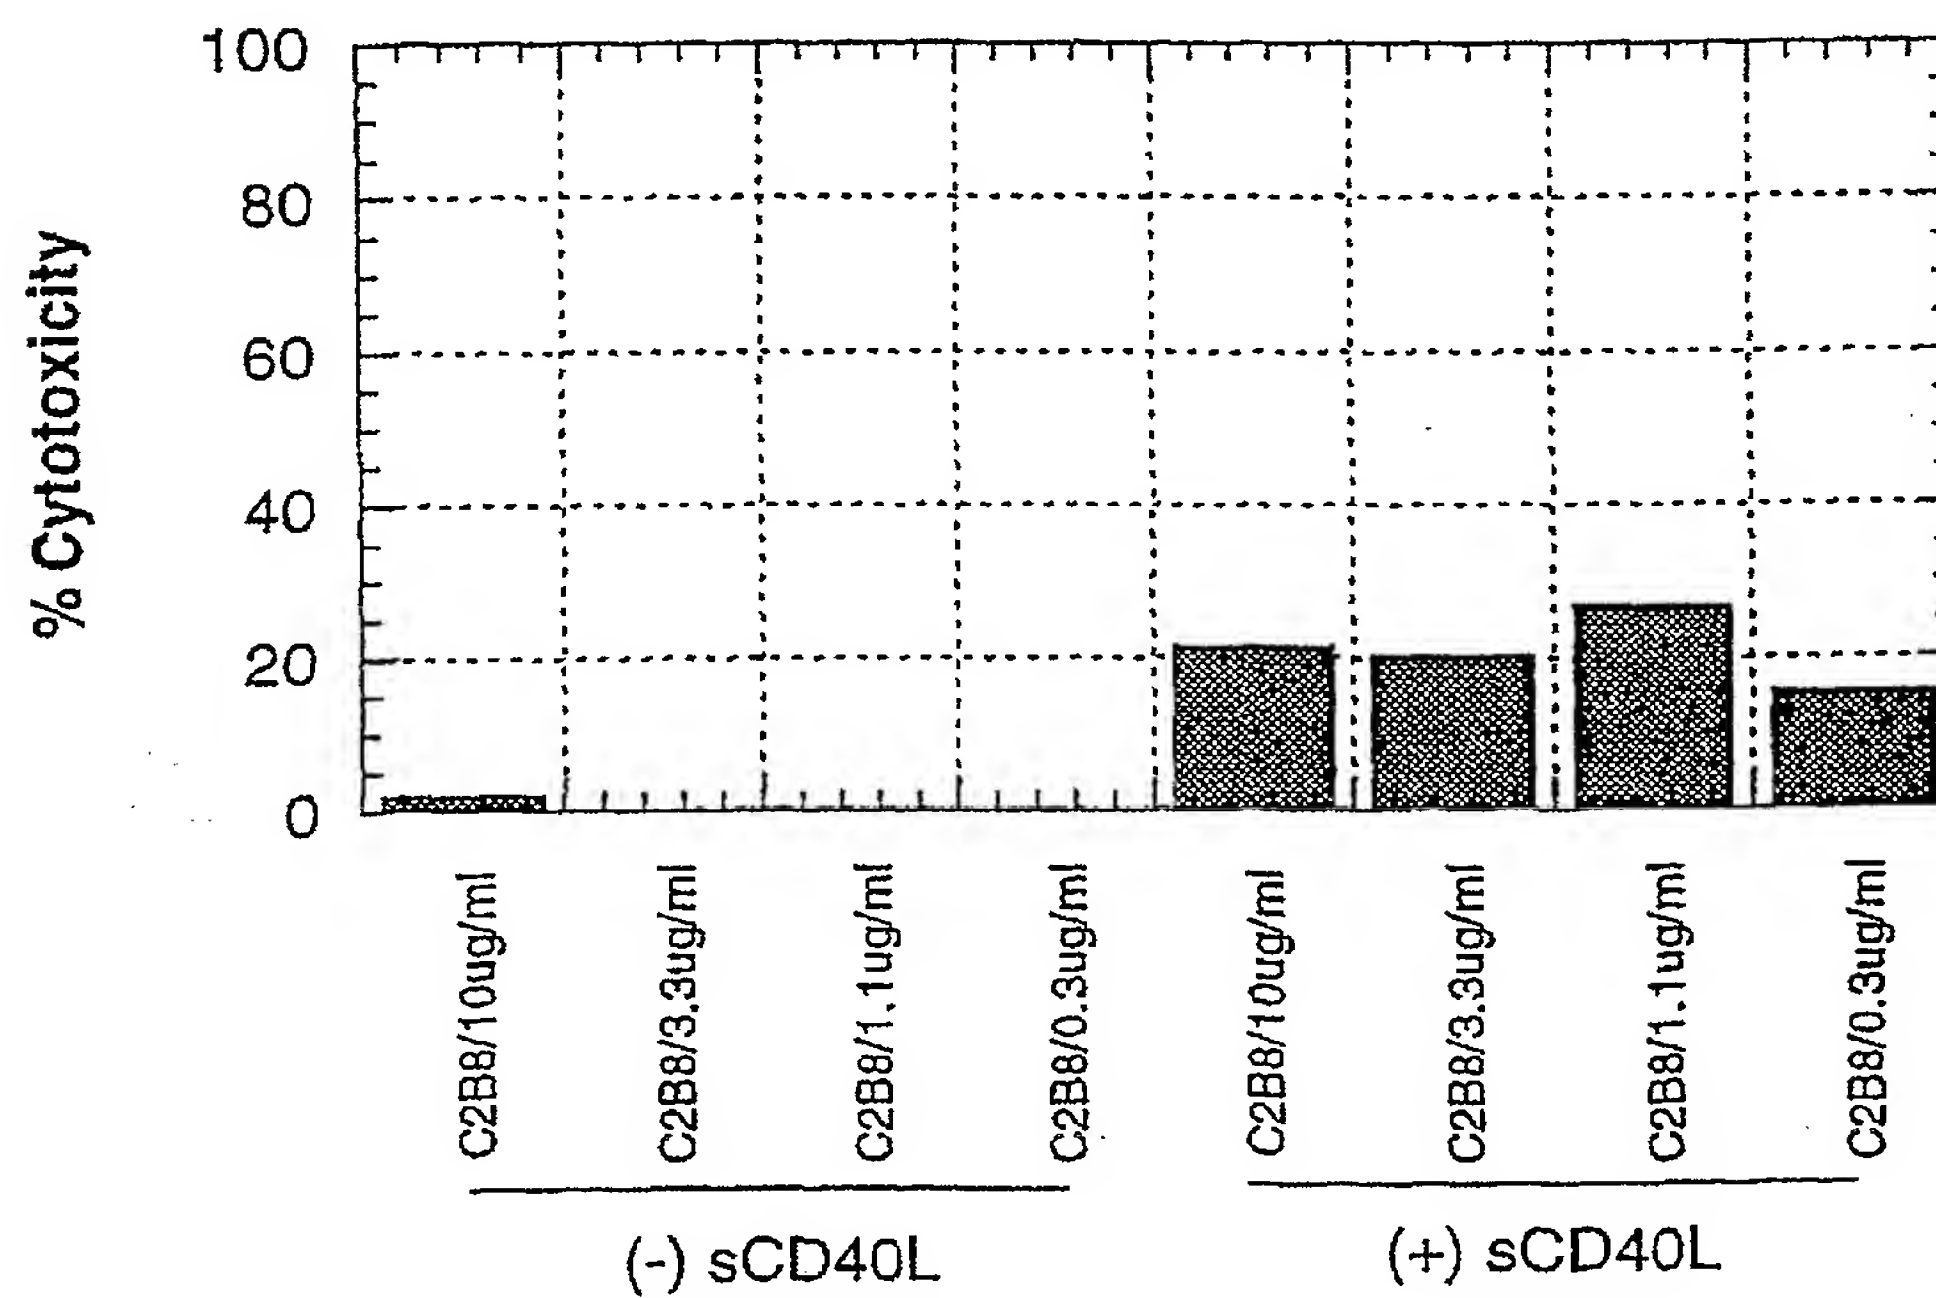 % Cytotoxicity
100
80
60
40
20
0
C2B8/10ug/ml
C2B8/3.3ug/ml
C2B8/1.1ug/ml
C2B8/0.3ug/ml
C2B8/10ug/ml
C2B8/3.3ug/ml
C2B8/1.1ug/ml
C2B8/0.3ug/ml
(-) sCD40L
(+) sCD40L